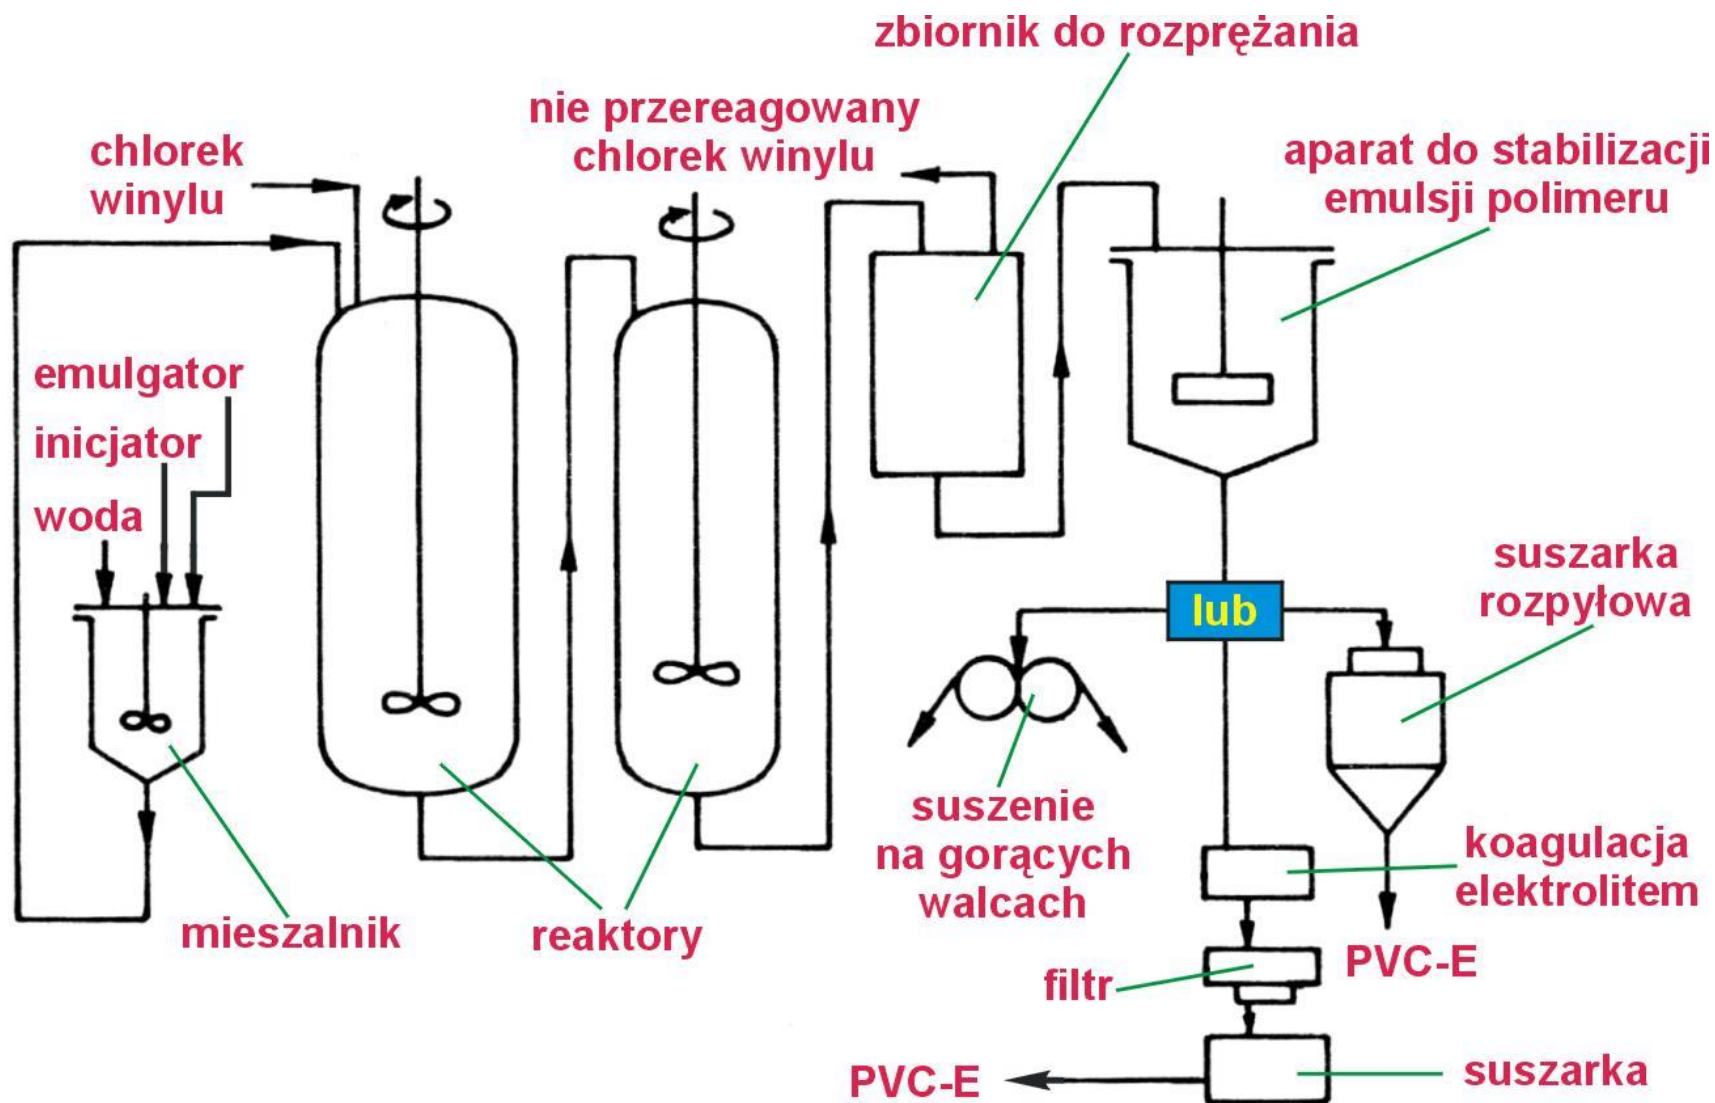 zbiornik do rozprężania
nie przereagowany
chlorek winylu
chlorek
winylu
aparat do stabilizacji
emulsji polimeru
emulgator
inicjator
woda
suszarka
rozpyłowa
lub
suszenie
na gorących
walcach
koagulacja
elektrolitem
mieszalnik
reaktory
PVC-E
filtr
PVC-E
suszarka